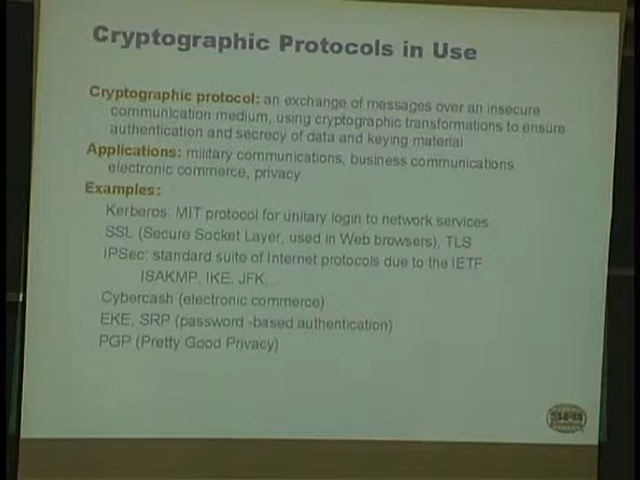 Cryptographic Protocols in Use
Cryptographic protocol: an exchange of messages over an insecure
communication medium, using cryptographic transformations to ensure
authentication and secrecy of data and keying material
Applications: military communications, business communications,
electronic commerce, privacy
Examples:
Kerberos: MIT protocol for unitary login to network services
SSL (Secure Socket Layer, used in Web browsers), TLS
IPSec: standard suite of Internet protocols due to the IETF
ISAKMP, IKE, JFK,
Cybercash (electronic commerce)
EKE, SRP (password -based authentication)
PGP (Pretty Good Privacy)